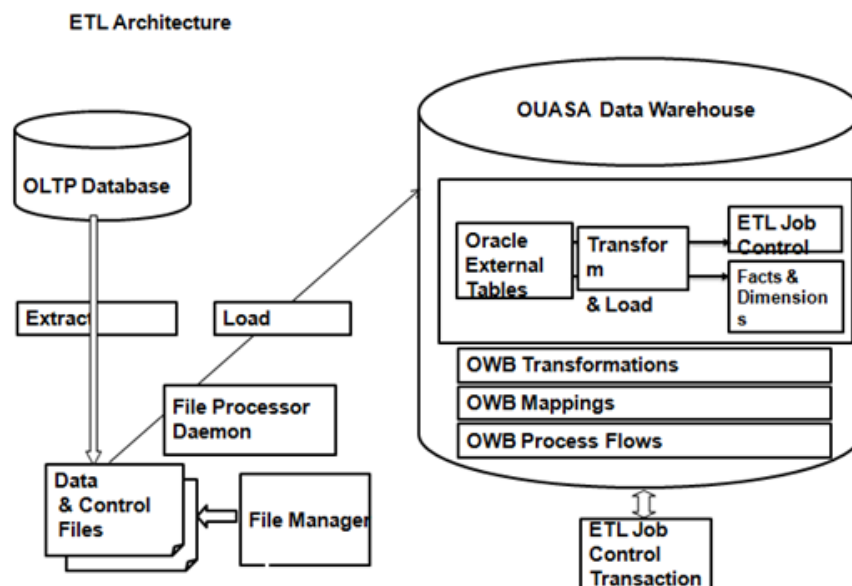 ETL Architecture
OUASA Data Warehouse
OLTP Database
Oracle
External
Tables
Transfor
m
& Load
ETL Job
Control
Facts &
Dimension
s
Extract
Load
OWB Transformations
OWB Mappings
OWB Process Flows
File Processor
Daemon
Data
& Control
Files
File Manager
ETL Job
Control
Transaction